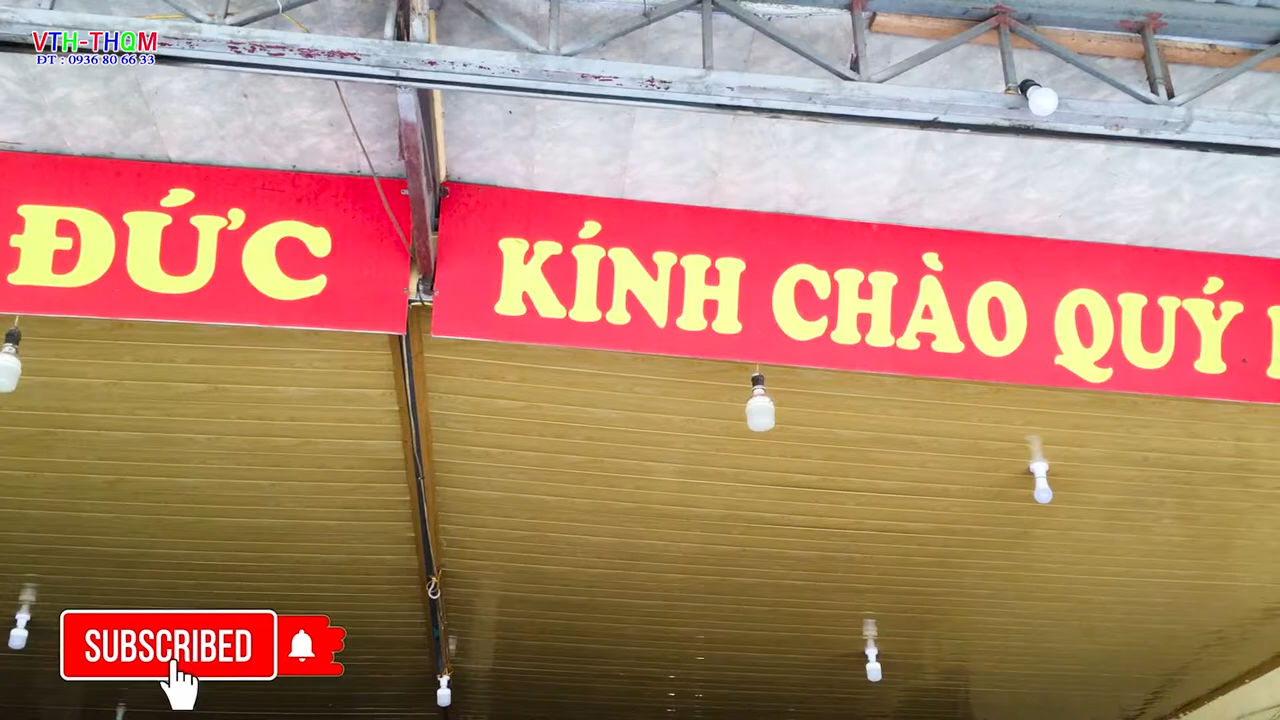 VTH-THQM
ĐT : 0936 80 66 33
ĐỨC KÍNH CHÀO QUÝ
SUBSCRIBED